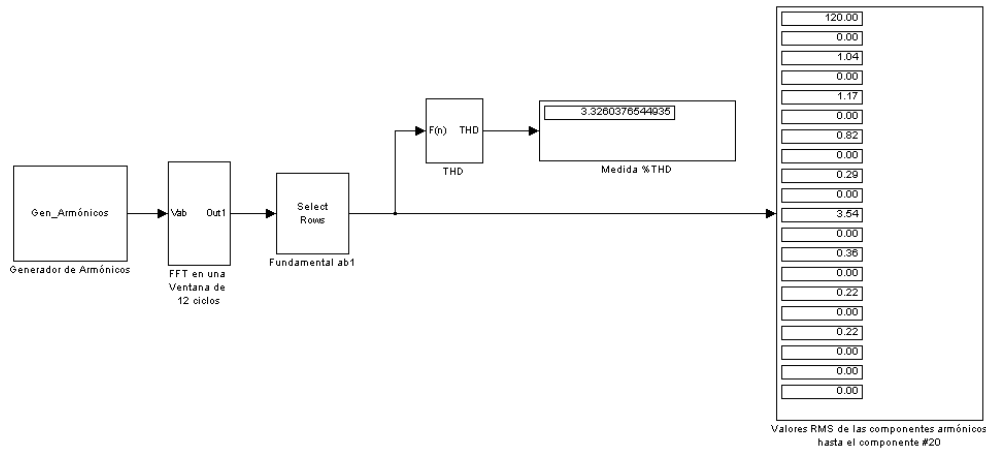 Gen_Armónicos
Generador de Armónicos
Vab Out1
FFT en una
Ventana de
12 ciclos
Select
Rows
Fundamental ab1
F(n) THD
THD
3.3260376544935
Medida %THD
120.00
0.00
1.04
0.00
1.17
0.00
0.82
0.00
0.29
0.00
3.54
0.00
0.36
0.00
0.22
0.00
0.22
0.00
0.00
0.00
Valores RMS de las componentes armónicos
hasta el componente #20